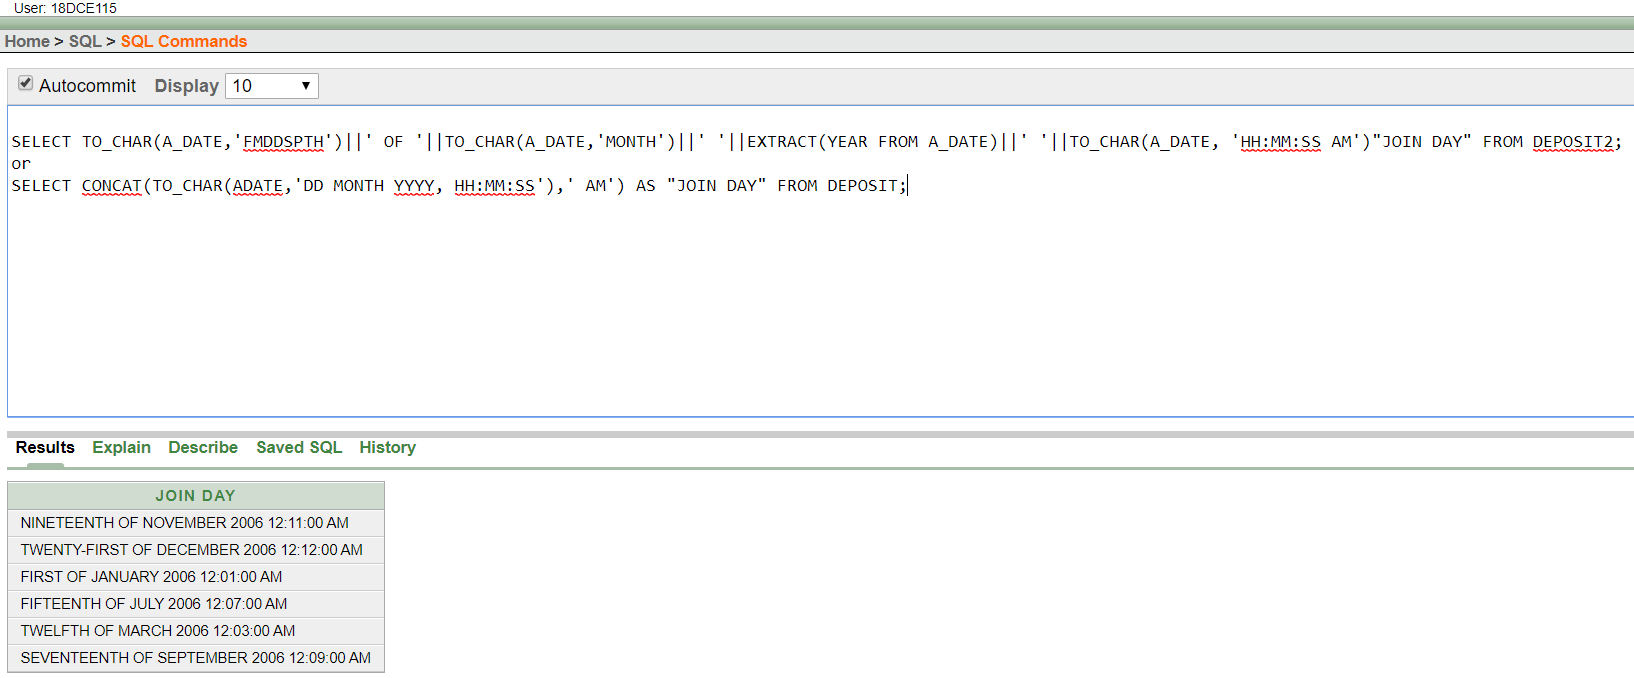 User: 18DCE115
Home > SQL > SQL Commands
Autocommit Display 10
SELECT TO_CHAR(A_DATE,'FMDDSPTH')||' OF '||TO_CHAR(A_DATE,'MONTH')||' '||EXTRACT(YEAR FROM A_DATE)||' '||TO_CHAR(A_DATE, 'HH:MM:SS AM')"JOIN DAY" FROM DEPOSIT2;
or
SELECT CONCAT(TO_CHAR(ADATE,'DD MONTH YYYY, HH:MM:SS'),' AM') AS "JOIN DAY" FROM DEPOSIT;
Results Explain Describe Saved SQL History
JOIN DAY
NINETEENTH OF NOVEMBER 2006 12:11:00 AM
TWENTY-FIRST OF DECEMBER 2006 12:12:00 AM
FIRST OF JANUARY 2006 12:01:00 AM
FIFTEENTH OF JULY 2006 12:07:00 AM
TWELFTH OF MARCH 2006 12:03:00 AM
SEVENTEENTH OF SEPTEMBER 2006 12:09:00 AM